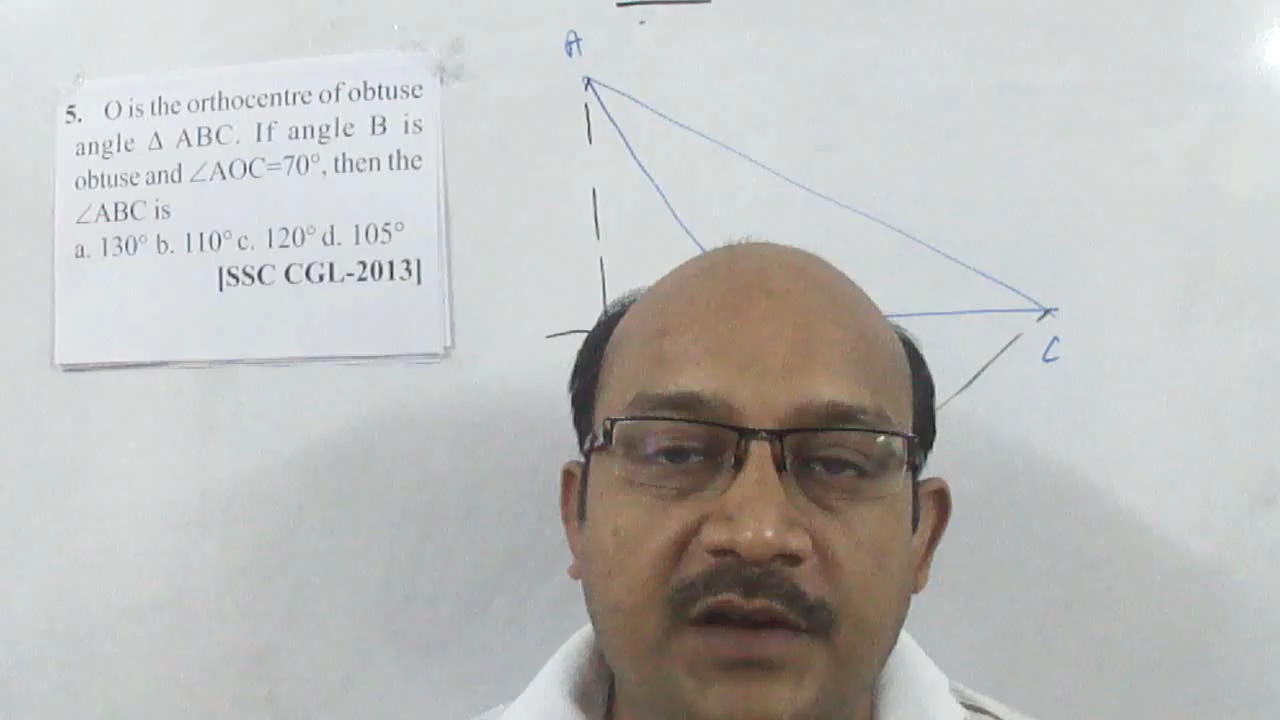 5. O is the orthocentre of obtuse
angle Δ ABC. If angle B is
obtuse and ∠AOC=70°, then the
∠ABC is
a. 130° b. 110° c. 120° d. 105°
[SSC CGL-2013]
A
C